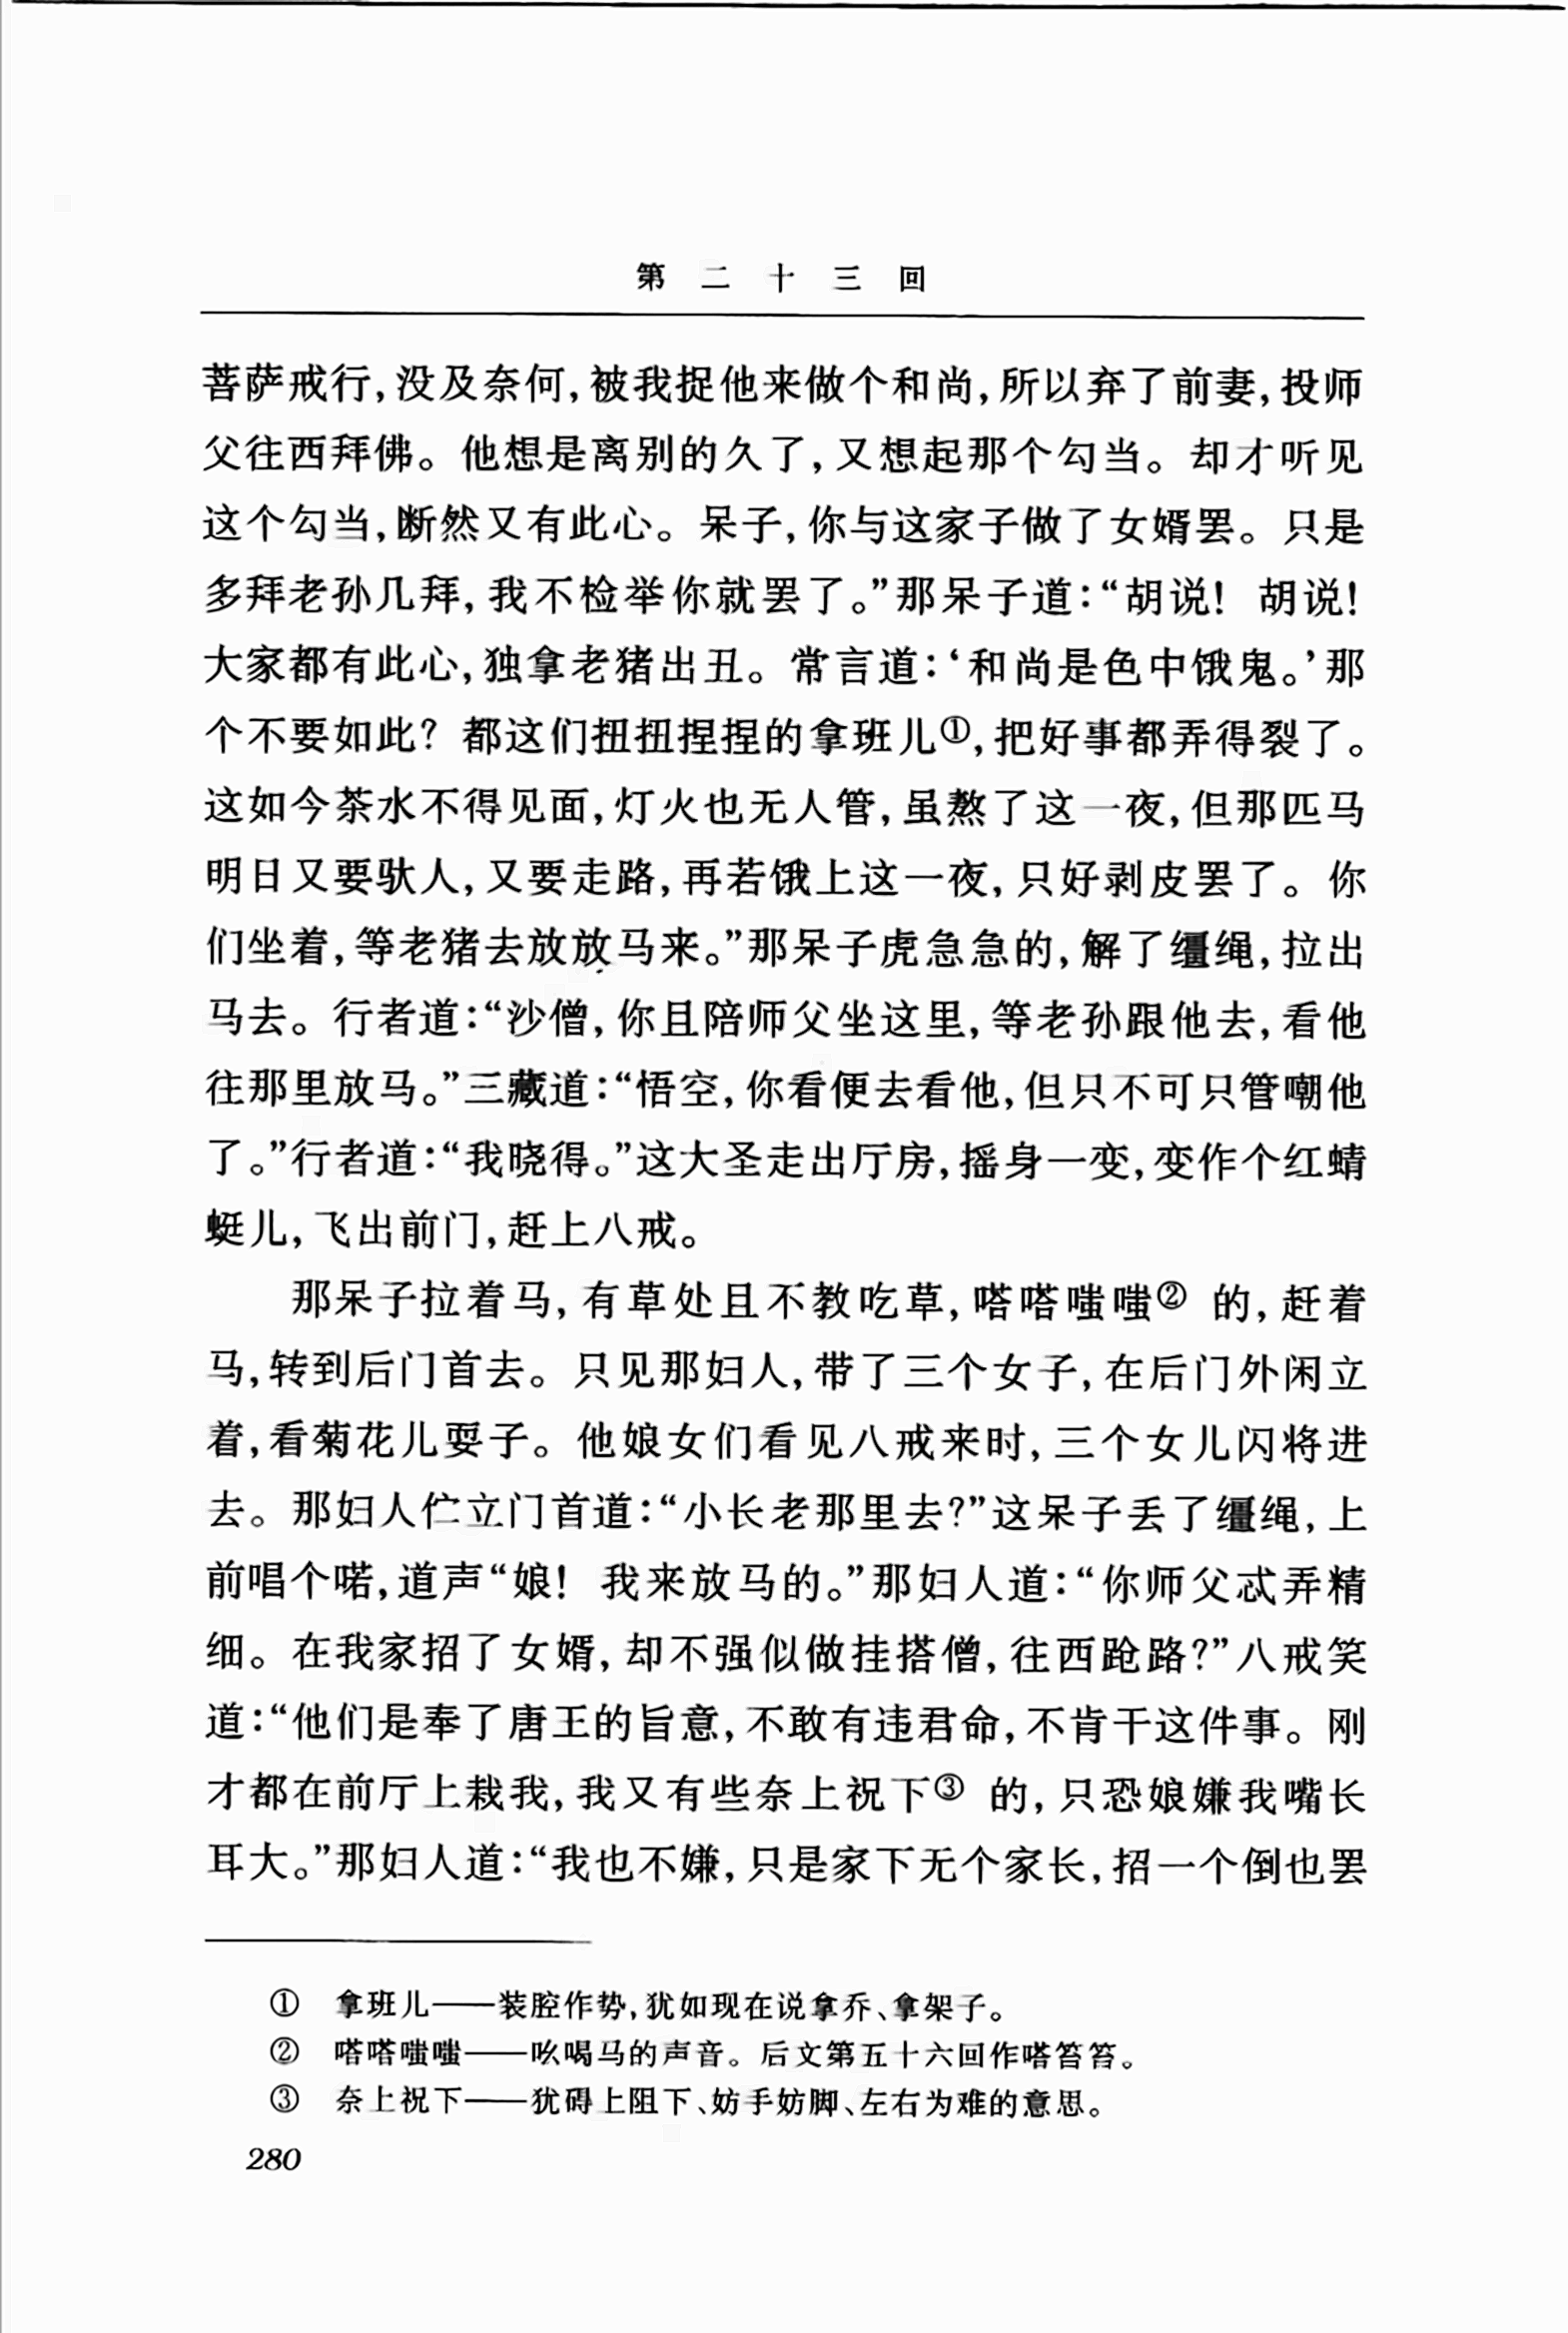 第二十三回
菩萨戒行，没及奈何，被我捉他来做个和尚，所以弃了前妻，投师
父往西拜佛。他想是离别的久了，又想起那个勾当。却才听见
这个勾当，断然又有此心。呆子，你与这家子做了女婿罢。只是
多拜老孙几拜，我不检举你就罢了。”那呆子道：“胡说！胡说！
大家都有此心，独拿老猪出丑。常言道：‘和尚是色中饿鬼。’那
个不要如此？都这们扭扭捏捏的拿班儿①，把好事都弄得裂了。
这如今茶水不得见面，灯火也无人管，虽熬了这一夜，但那匹马
明日又要驮人，又要走路，再若饿上这一夜，只好剥皮罢了。你
们坐着，等老猪去放放马来。”那呆子虎急急的，解了缰绳，拉出
马去。行者道：“沙僧，你且陪师父坐这里，等老孙跟他去，看他
往那里放马。”三藏道：“悟空，你看便去看他，但只不可只管嘲他
了。”行者道：“我晓得。”这大圣走出厅房，摇身一变，变作个红蜻
蜓儿，飞出前门，赶上八戒。
那呆子拉着马，有草处且不教吃草，嗒嗒嗤嗤②的，赶着
马，转到后门首去。只见那妇人，带了三个女子，在后门外闲立
着，看菊花儿耍子。他娘女们看见八戒来时，三个女儿闪将进
去。那妇人伫立门首道：“小长老那里去？”这呆子丢了缰绳，上
前唱个喏，道声“娘！我来放马的。”那妇人道：“你师父忒弄精
细。在我家招了女婿，却不强似做挂搭僧，往西跄路？”八戒笑
道：“他们是奉了唐王的旨意，不敢有违君命，不肯干这件事。刚
才都在前厅上栽我，我又有些奈上祝下③的，只恐娘嫌我嘴长
耳大。”那妇人道：“我也不嫌，只是家下无个家长，招一个倒也罢
① 拿班儿——装腔作势，犹如现在说拿乔、拿架子。
② 嗒嗒嗤嗤——吆喝马的声音。后文第五十六回作嗒笞笞。
③ 奈上祝下——犹碍上阻下、妨手妨脚、左右为难的意思。
280